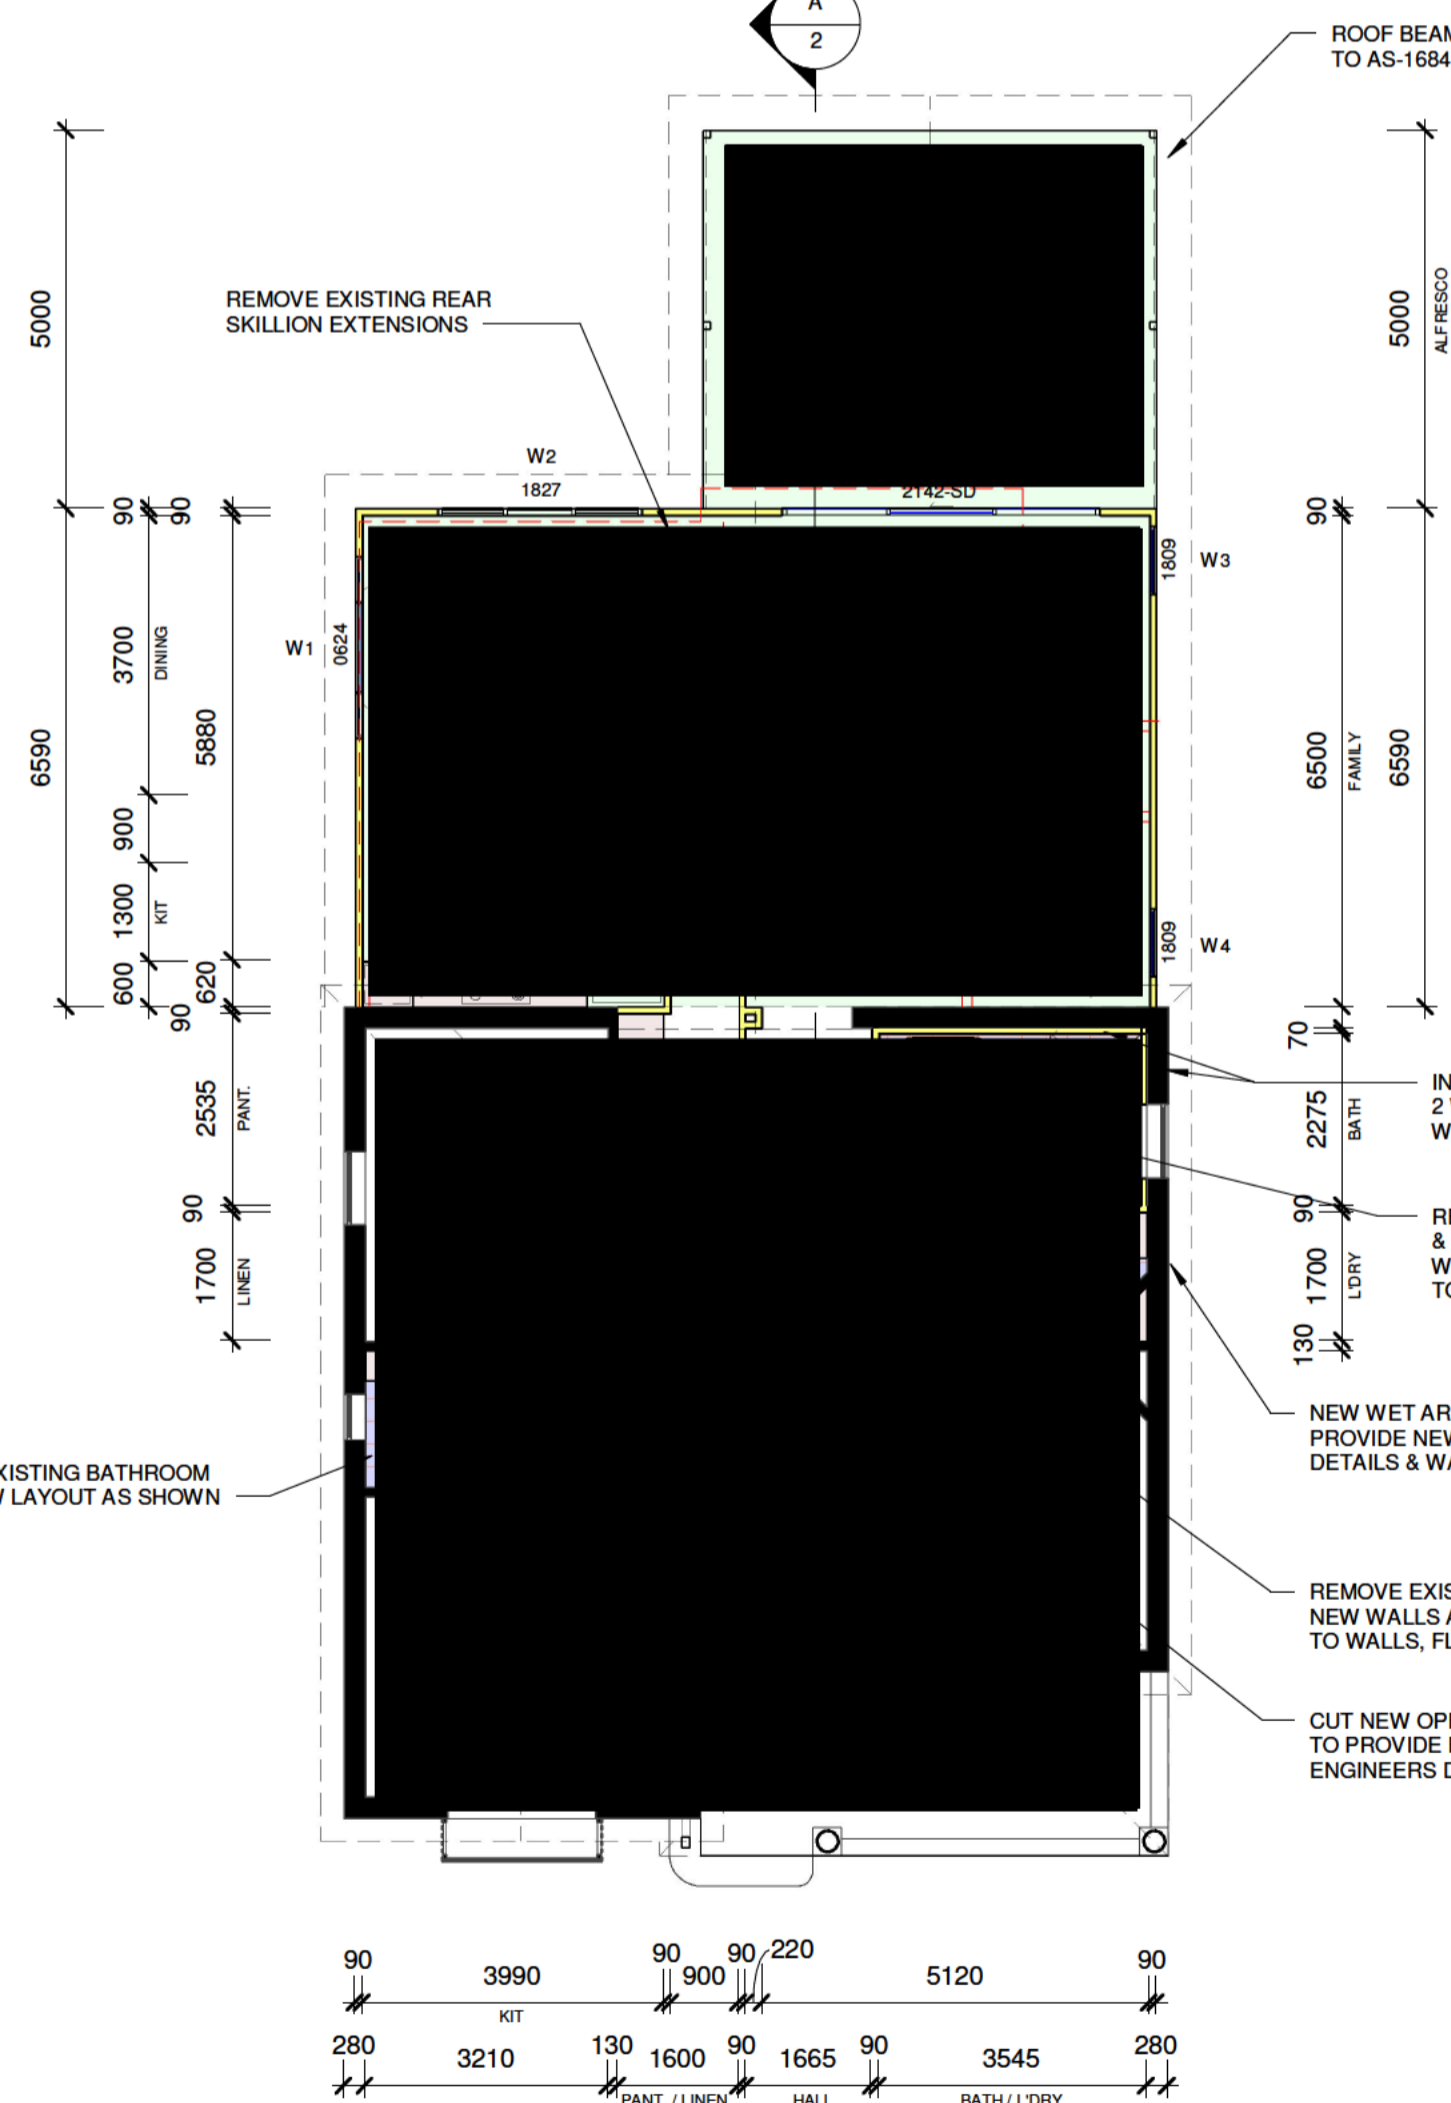 A
2
ROOF BEAM
TO AS-1684
5000
5000
ALFRESCO
REMOVE EXISTING REAR
SKILLION EXTENSIONS
W2
1827
2142-SD
90
90
90
1809
W3
W1
0624
3700
DINING
5880
6590
6500
FAMILY
6590
900
1300
KIT
1809
W4
600
620
90
70
2535
PANT.
2275
BATH
IN
2
W
90
90
1700
LINEN
1700
L'DRY
&
W
TO
130
NEW WET AR
PROVIDE NEW
DETAILS & WA
XISTING BATHROOM
LAYOUT AS SHOWN
REMOVE EXIS
NEW WALLS A
TO WALLS, FL
CUT NEW OPE
TO PROVIDE
ENGINEERS D
90
3990
90
900
90
220
5120
90
KIT
280
3210
130
1600
90
1665
90
3545
280
PANT. / LINEN
HALL
BATH / L'DRY